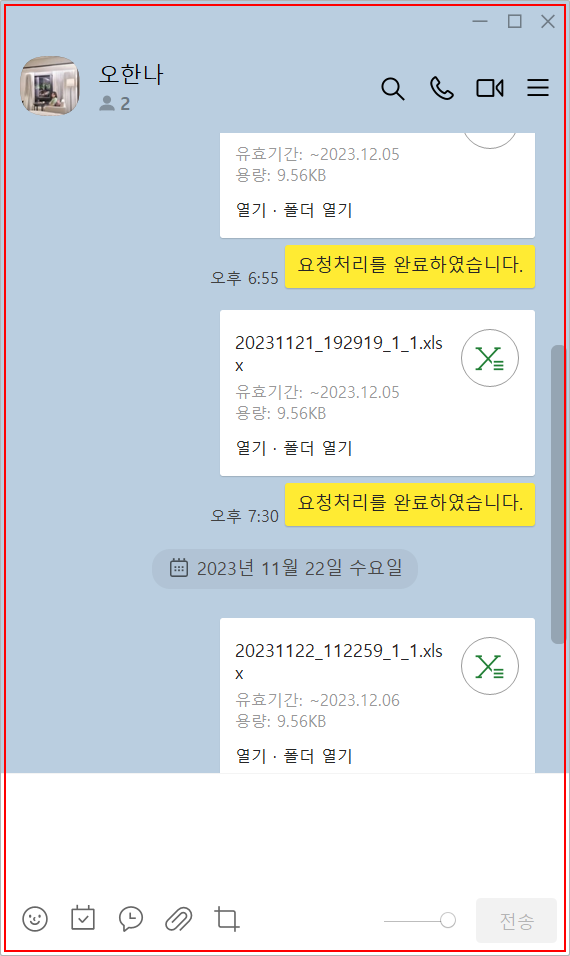 오한나
2
유효기간: ~2023.12.05
용량: 9.56KB
열기 · 폴더 열기
요청처리를 완료하였습니다.
오후 6:55
20231121_192919_1_1.xls
x
유효기간: ~2023.12.05
용량: 9.56KB
열기 · 폴더 열기
요청처리를 완료하였습니다.
오후 7:30
2023년 11월 22일 수요일
20231122_112259_1_1.xls
x
유효기간: ~2023.12.06
용량: 9.56KB
열기 · 폴더 열기
전송